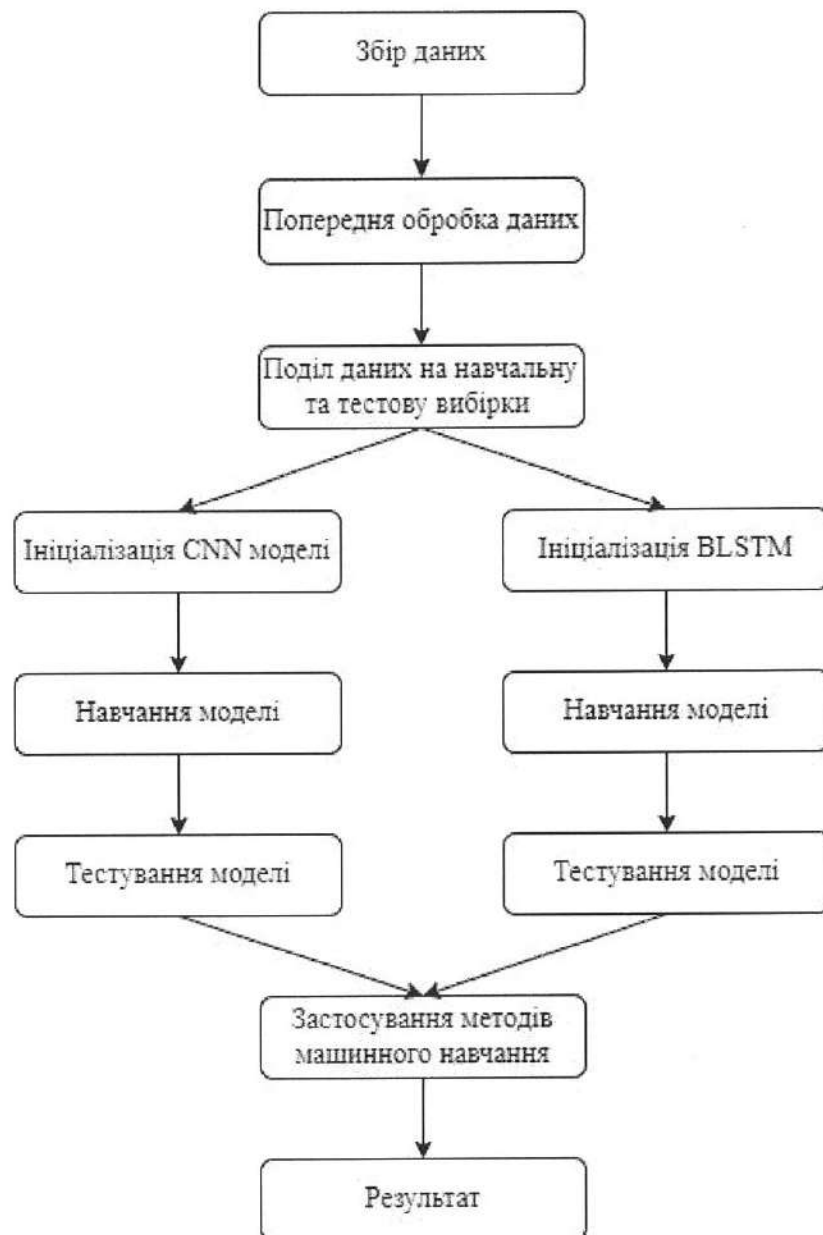 Збір даних
Попередня обробка даних
Поділ даних на навчальну
та тестову вибірки
Ініціалізація CNN моделі
Ініціалізація BLSTM
Навчання моделі
Навчання моделі
Тестування моделі
Тестування моделі
Застосування методів
машинного навчання
Результат